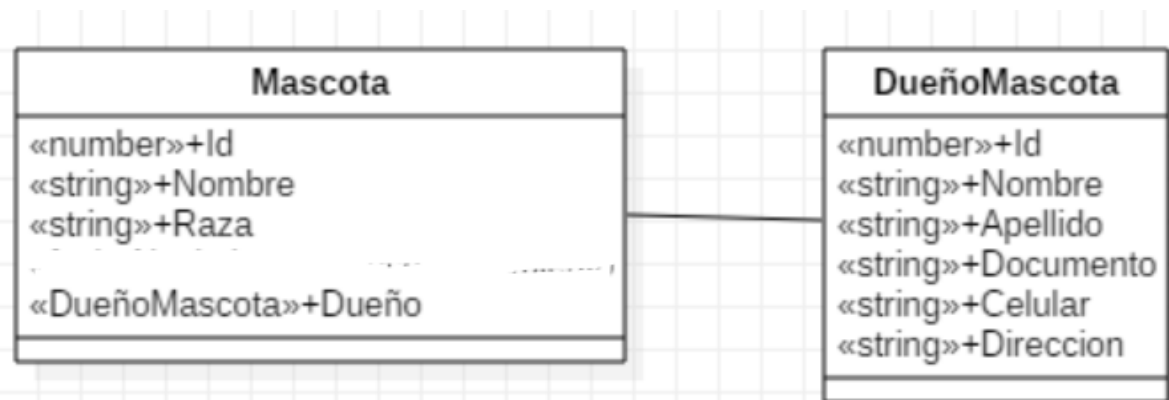 Mascota
«number»+Id
«string»+Nombre
«string»+Raza
«DueñoMascota»+Dueño
DueñoMascota
«number»+Id
«string»+Nombre
«string»+Apellido
«string»+Documento
«string»+Celular
«string»+Direccion